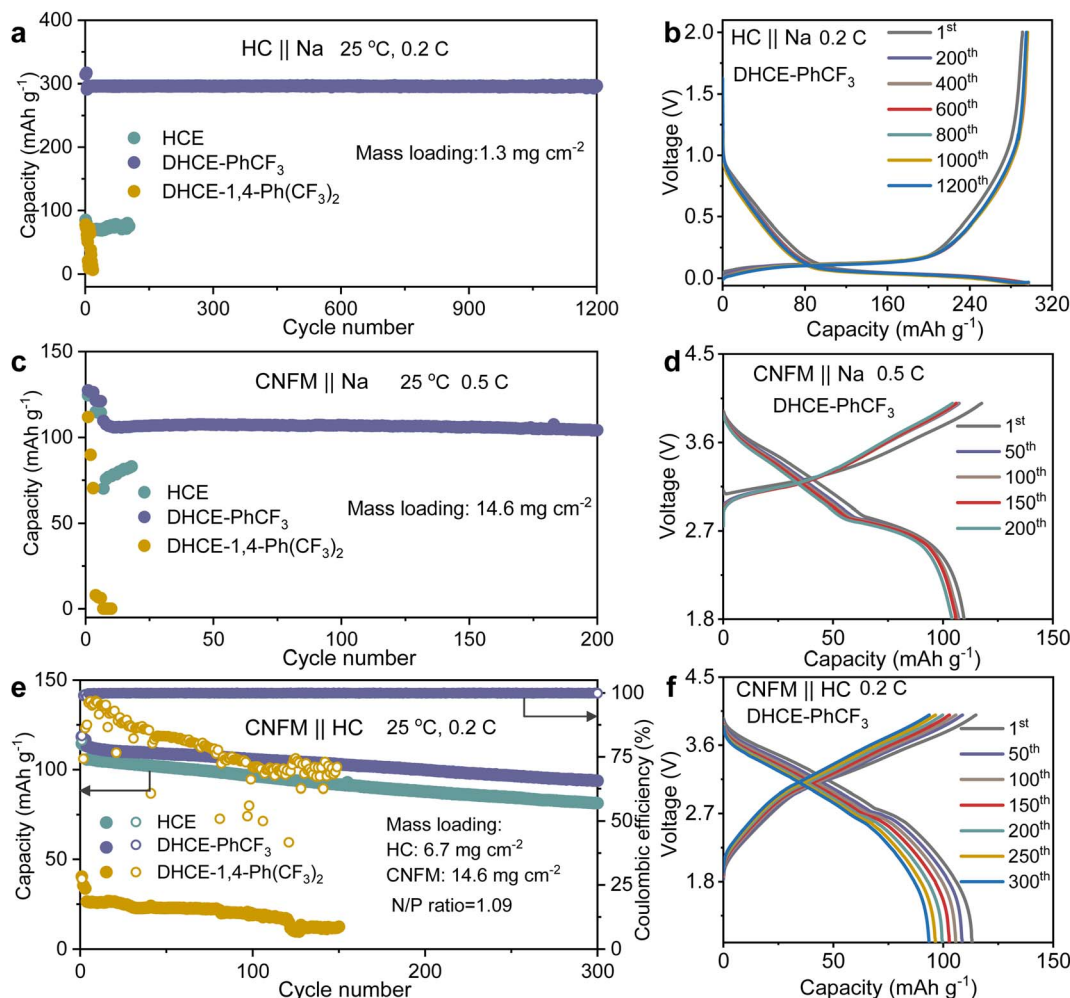 a
HC || Na 25 °C, 0.2 C
HCE
DHCE-PhCF₃
DHCE-1,4-Ph(CF₃)₂
Mass loading:1.3 mg cm⁻²
Capacity (mAh g⁻¹)
400
300
200
100
0
0 300 600 900 1200
Cycle number
b
HC || Na 0.2 C
DHCE-PhCF₃
1ˢᵗ
200ᵗʰ
400ᵗʰ
600ᵗʰ
800ᵗʰ
1000ᵗʰ
1200ᵗʰ
Voltage (V)
2.0
1.5
1.0
0.5
0.0
0 80 160 240 320
Capacity (mAh g⁻¹)
c
CNFM || Na 25 °C 0.5 C
HCE
DHCE-PhCF₃
DHCE-1,4-Ph(CF₃)₂
Mass loading: 14.6 mg cm⁻²
Capacity (mAh g⁻¹)
150
100
50
0
0 50 100 150 200
Cycle number
d
CNFM || Na 0.5 C
DHCE-PhCF₃
1ˢᵗ
50ᵗʰ
100ᵗʰ
150ᵗʰ
200ᵗʰ
Voltage (V)
4.5
3.6
2.7
1.8
0 50 100 150
Capacity (mAh g⁻¹)
e
CNFM || HC 25 °C, 0.2 C
HCE
DHCE-PhCF₃
DHCE-1,4-Ph(CF₃)₂
Mass loading:
HC: 6.7 mg cm⁻²
CNFM: 14.6 mg cm⁻²
N/P ratio=1.09
Capacity (mAh g⁻¹)
150
100
50
0
0 100 200 300
Cycle number
Coulombic efficiency (%)
100
75
50
25
0
f
CNFM || HC 0.2 C
DHCE-PhCF₃
1ˢᵗ
50ᵗʰ
100ᵗʰ
150ᵗʰ
200ᵗʰ
250ᵗʰ
300ᵗʰ
Voltage (V)
4.5
3.6
2.7
1.8
0 50 100 150
Capacity (mAh g⁻¹)